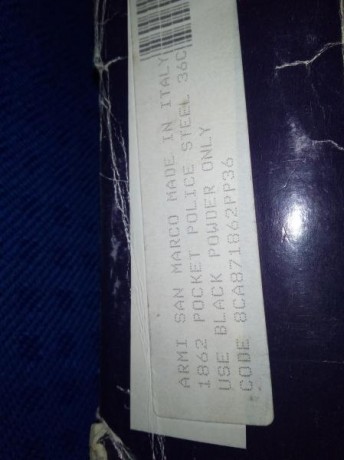 ARMI SAN MARCO MADE IN ITALY
1862 POCKET POLICE STEEL 36C
USE BLACK POWDER ONLY
CODE 8CA871862PP36